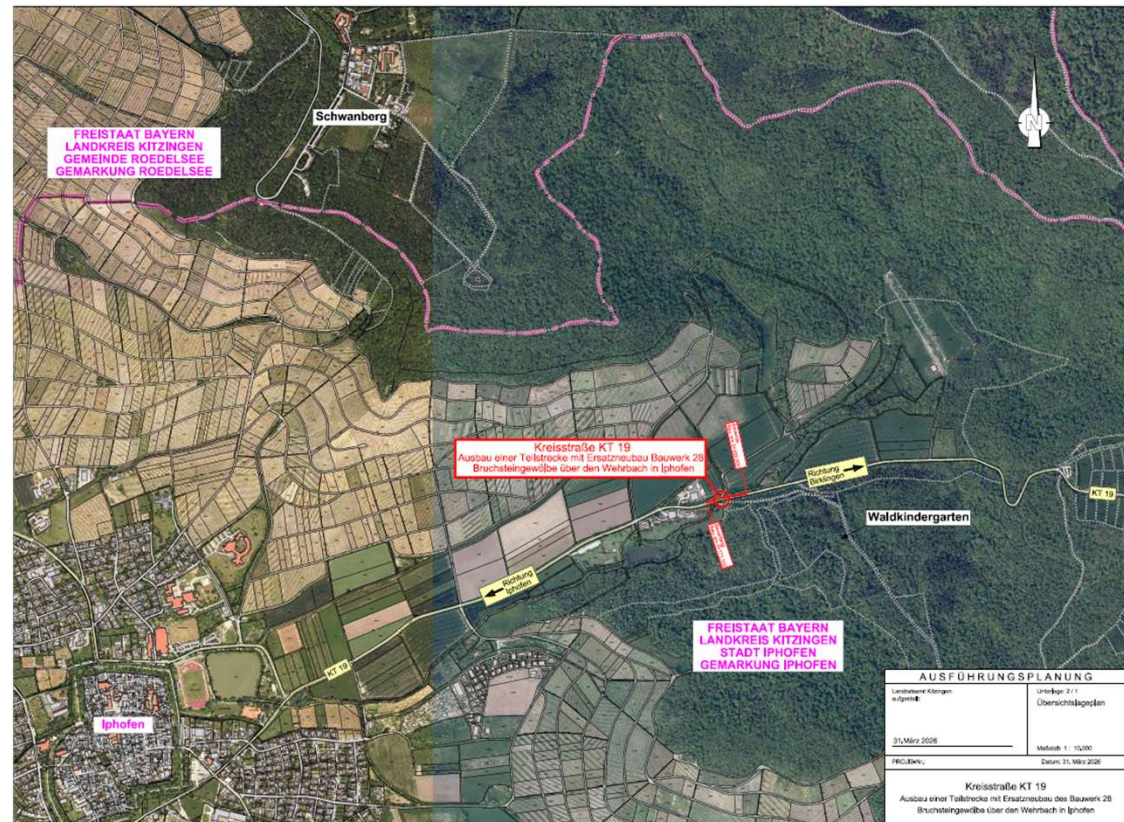 Schwanberg
FREISTAAT BAYERN
LANDKREIS KITZINGEN
GEMEINDE ROEDELSEE
GEMARKUNG ROEDELSEE
N
Kreisstraße KT 19
Ausbau einer Teilstrecke mit Ersatzneubau Bauwerk 28
Bruchsteingewölbe über den Wehrbach in Iphofen
Richtung
Birklingen
KT 19
Waldkindergarten
Richtung
Iphofen
KT 19
FREISTAAT BAYERN
LANDKREIS KITZINGEN
STADT IPHOFEN
GEMARKUNG IPHOFEN
Iphofen
AUSFÜHRUNGSPLANUNG
Landratsamt Kitzingen
aufgestellt:
31.März 2026
Unterlage: 2 / 1
Übersichtslageplan
Maßstab: 1 : 10.000
PROJIS-Nr.:
Datum: 31. März 2026
Kreisstraße KT 19
Ausbau einer Teilstrecke mit Ersatzneubau des Bauwerk 28
Bruchsteingewölbe über den Wehrbach in Iphofen